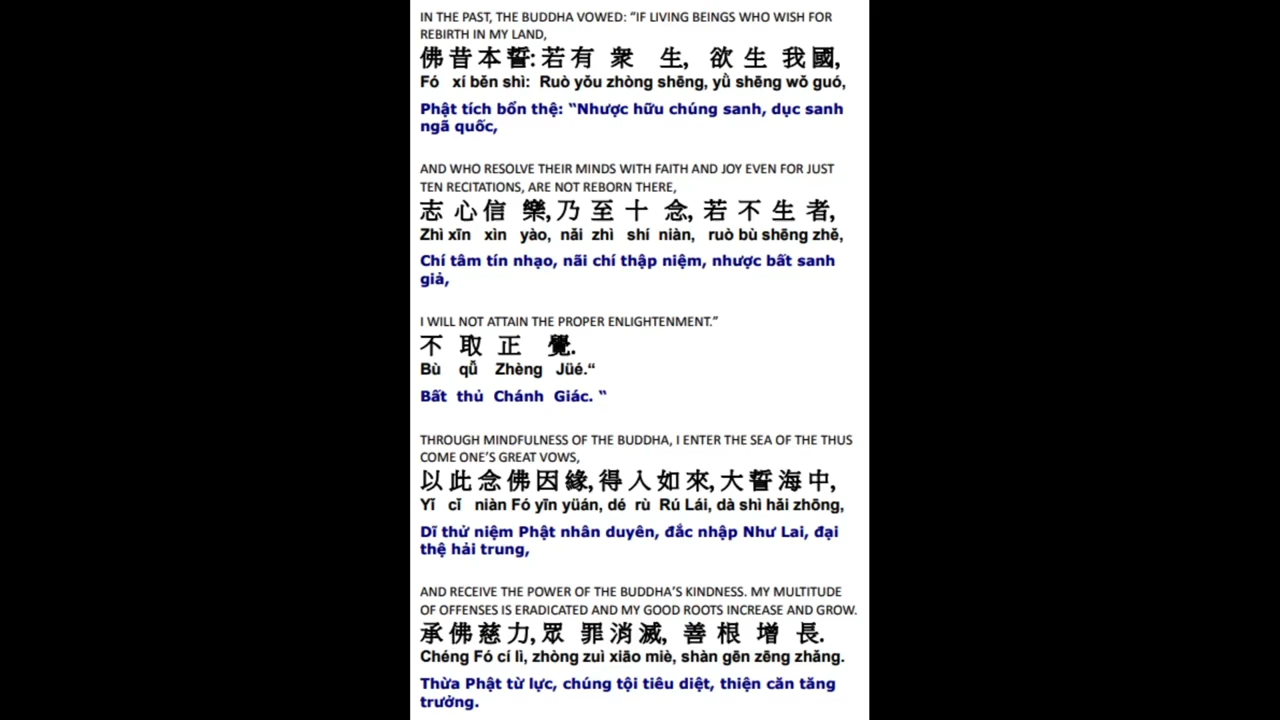 IN THE PAST, THE BUDDHA VOWED: “IF LIVING BEINGS WHO WISH FOR
REBIRTH IN MY LAND,
佛昔本誓:若有衆生,欲生我國,
Fó xí běn shì: Ruò yǒu zhòng shēng, yǜ shēng wǒ guó,
Phật tích bổn thệ: “Nhược hữu chúng sanh, dục sanh
ngã quốc,
AND WHO RESOLVE THEIR MINDS WITH FAITH AND JOY EVEN FOR JUST
TEN RECITATIONS, ARE NOT REBORN THERE,
志心信樂,乃至十念,若不生者,
Zhì xīn xìn yào, nǎi zhì shí niàn, ruò bù shēng zhě,
Chí tâm tín nhạo, nãi chí thập niệm, nhược bất sanh
giả,
I WILL NOT ATTAIN THE PROPER ENLIGHTENMENT.”
不取正覺.
Bù qǚ Zhèng Jüé.“
Bất thủ Chánh Giác. “
THROUGH MINDFULNESS OF THE BUDDHA, I ENTER THE SEA OF THE THUS
COME ONE’S GREAT VOWS,
以此念佛因緣,得入如來,大誓海中,
Yǐ cǐ niàn Fó yīn yüán, dé rù Rú Lái, dà shì hǎi zhōng,
Dĩ thử niệm Phật nhân duyên, đắc nhập Như Lai, đại
thệ hải trung,
AND RECEIVE THE POWER OF THE BUDDHA’S KINDNESS. MY MULTITUDE
OF OFFENSES IS ERADICATED AND MY GOOD ROOTS INCREASE AND GROW.
承佛慈力,眾罪消滅,善根增長.
Chéng Fó cí lì, zhòng zuì xiāo miè, shàn gēn zēng zhǎng.
Thừa Phật từ lực, chúng tội tiêu diệt, thiện căn tăng
trưởng.